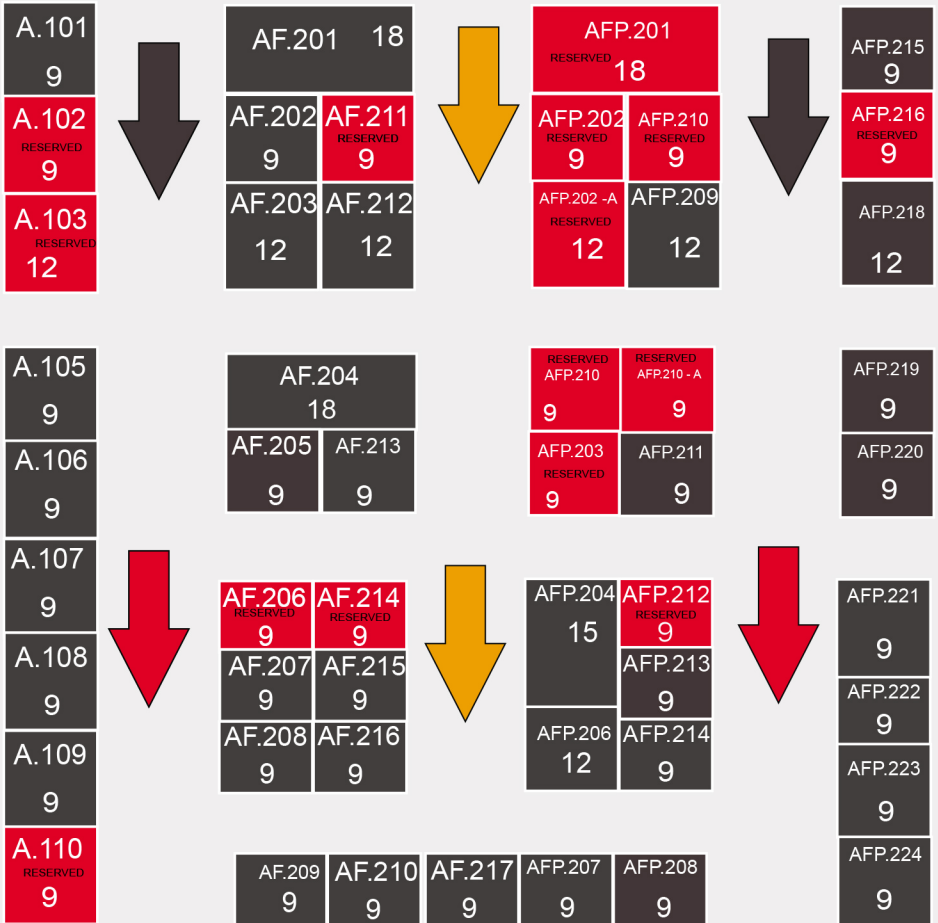 A.101
9
A.102
RESERVED
9
A.103
RESERVED
12
A.105
9
A.106
9
A.107
9
A.108
9
A.109
9
A.110
RESERVED
9
AF.201 18
AF.202
9
AF.211
RESERVED
9
AF.203
12
AF.212
12
AF.204
18
AF.205
9
AF.213
9
AF.206
RESERVED
9
AF.214
RESERVED
9
AF.207
9
AF.215
9
AF.208
9
AF.216
9
AFP.201
RESERVED
18
AFP.202
RESERVED
9
AFP.210
RESERVED
9
AFP.202 -A
RESERVED
12
AFP.209
12
RESERVED
AFP.210
9
RESERVED
AFP.210 - A
9
AFP.203
RESERVED
9
AFP.211
9
AFP.204
15
AFP.212
RESERVED
9
AFP.213
9
AFP.206
12
AFP.214
9
AFP.215
9
AFP.216
RESERVED
9
AFP.218
12
AFP.219
9
AFP.220
9
AFP.221
9
AFP.222
9
AFP.223
9
AFP.224
9
AF.209
9
AF.210
9
AF.217
9
AFP.207
9
AFP.208
9